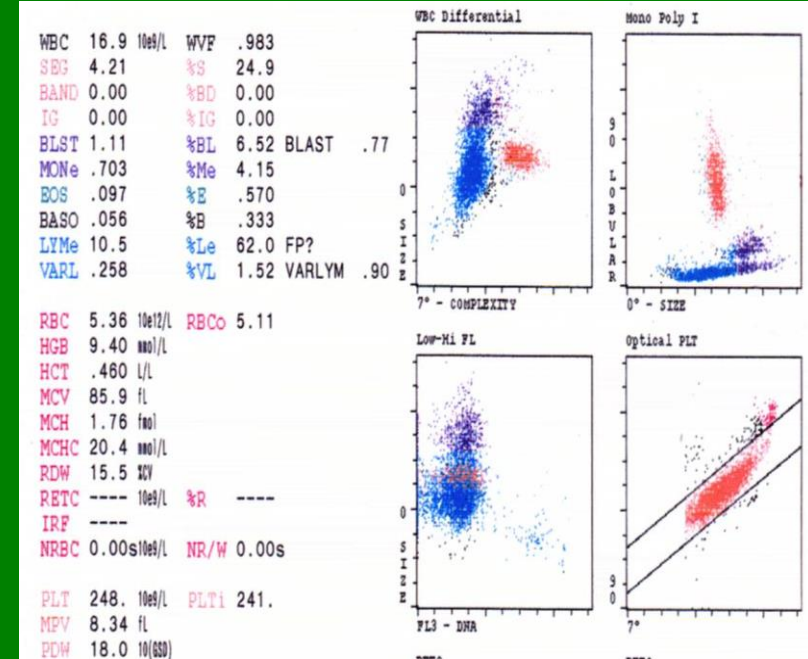 WBC 16.9 10e9/L WVF .983
SEG 4.21 %S 24.9
BAND 0.00 %BD 0.00
IG 0.00 %IG 0.00
BLST 1.11 %BL 6.52 BLAST .77
MONe .703 %Me 4.15
EOS .097 %E .570
BASO .056 %B .333
LYMe 10.5 %Le 62.0 FP?
VARL .258 %VL 1.52 VARLYM .90
RBC 5.36 10e12/L RBCo 5.11
HGB 9.40 mmol/L
HCT .460 L/L
MCV 85.9 fL
MCH 1.76 fmol
MCHC 20.4 mmol/L
RDW 15.5 %CV
RETC ---- 10e9/L %R ----
IRF ----
NRBC 0.00s10e9/L NR/W 0.00s
PLT 248. 10e9/L PLTi 241.
MPV 8.34 fL
PDW 18.0 10(GSD)
WBC Differential
0 SIZE
7° - COMPLEXITY
Mono Poly I
90 LOBULAR
0° - SIZE
Low-Hi FL
0 SIZE
FL3 - DNA
Optical PLT
90
7°